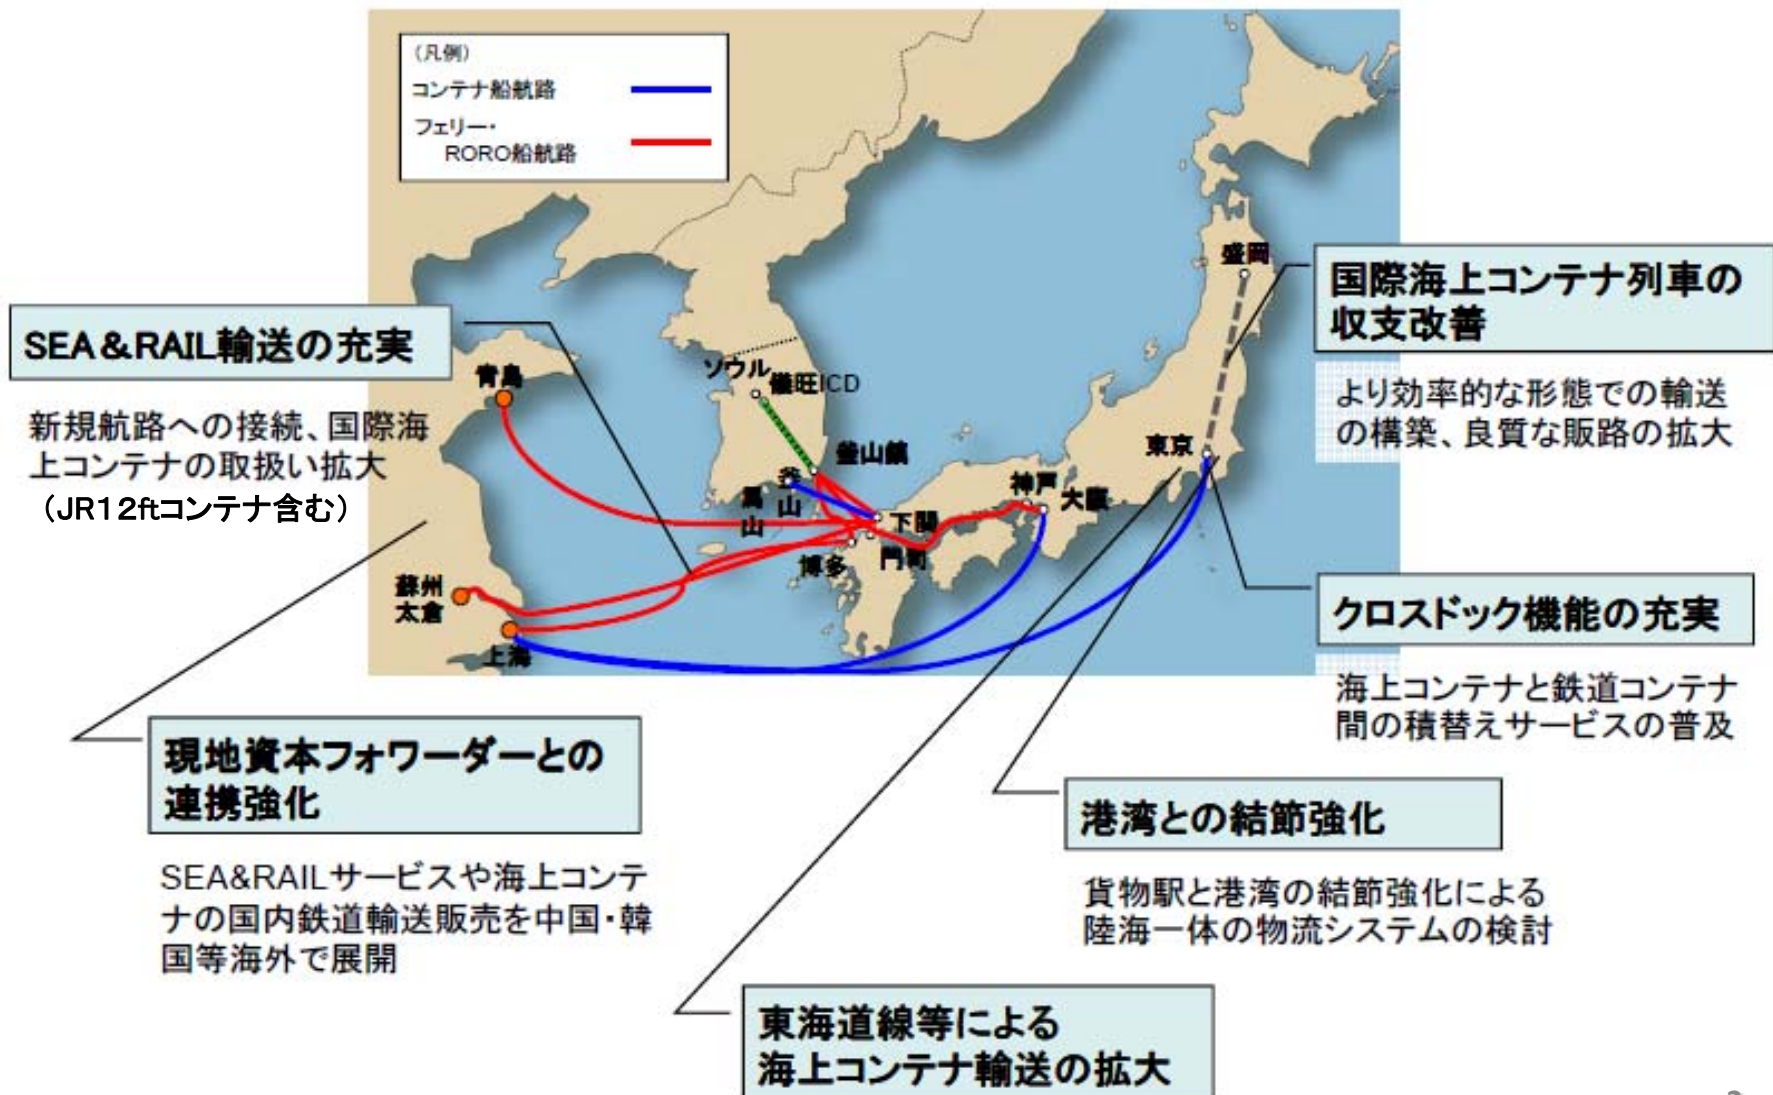 (凡例)
コンテナ船航路
フェリー・
RORO船航路
盛岡
国際海上コンテナ列車の
収支改善
より効率的な形態での輸送
の構築、良質な販路の拡大
SEA&RAIL輸送の充実
新規航路への接続、国際海
上コンテナの取扱い拡大
(JR12ftコンテナ含む)
青島
ソウル
儀旺ICD
釜山鎮
釜
山
馬
山
東京
神戸
大阪
下関
門司
博多
蘇州
太倉
上海
クロスドック機能の充実
海上コンテナと鉄道コンテナ
間の積替えサービスの普及
現地資本フォワーダーとの
連携強化
SEA&RAILサービスや海上コンテ
ナの国内鉄道輸送販売を中国・韓
国等海外で展開
港湾との結節強化
貨物駅と港湾の結節強化による
陸海一体の物流システムの検討
東海道線等による
海上コンテナ輸送の拡大